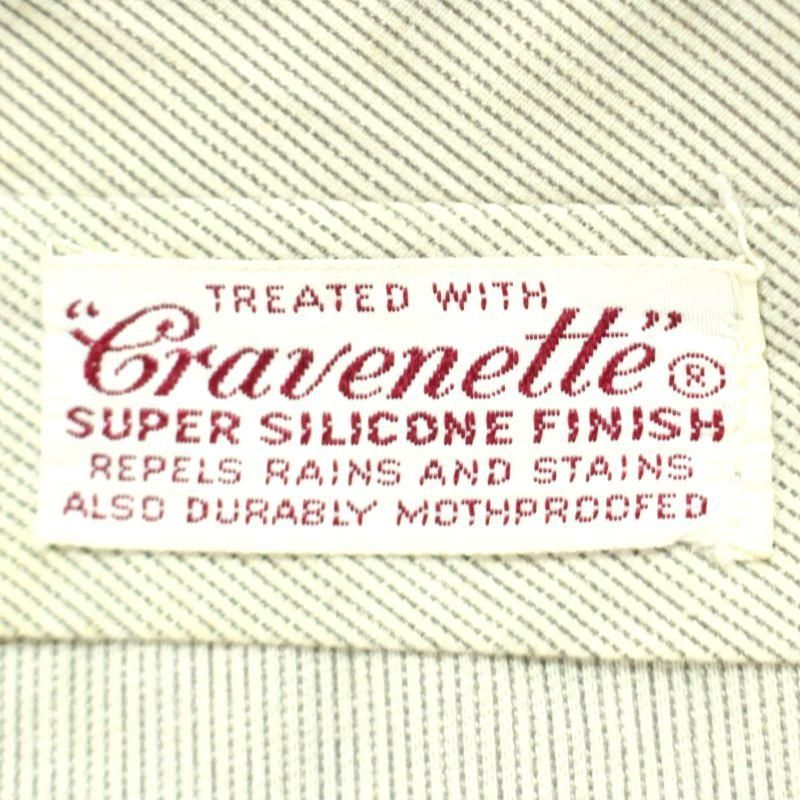 TREATED WITH
"Cravenette"®
SUPER SILICONE FINISH
REPELS RAINS AND STAINS
ALSO DURABLY MOTHPROOFED